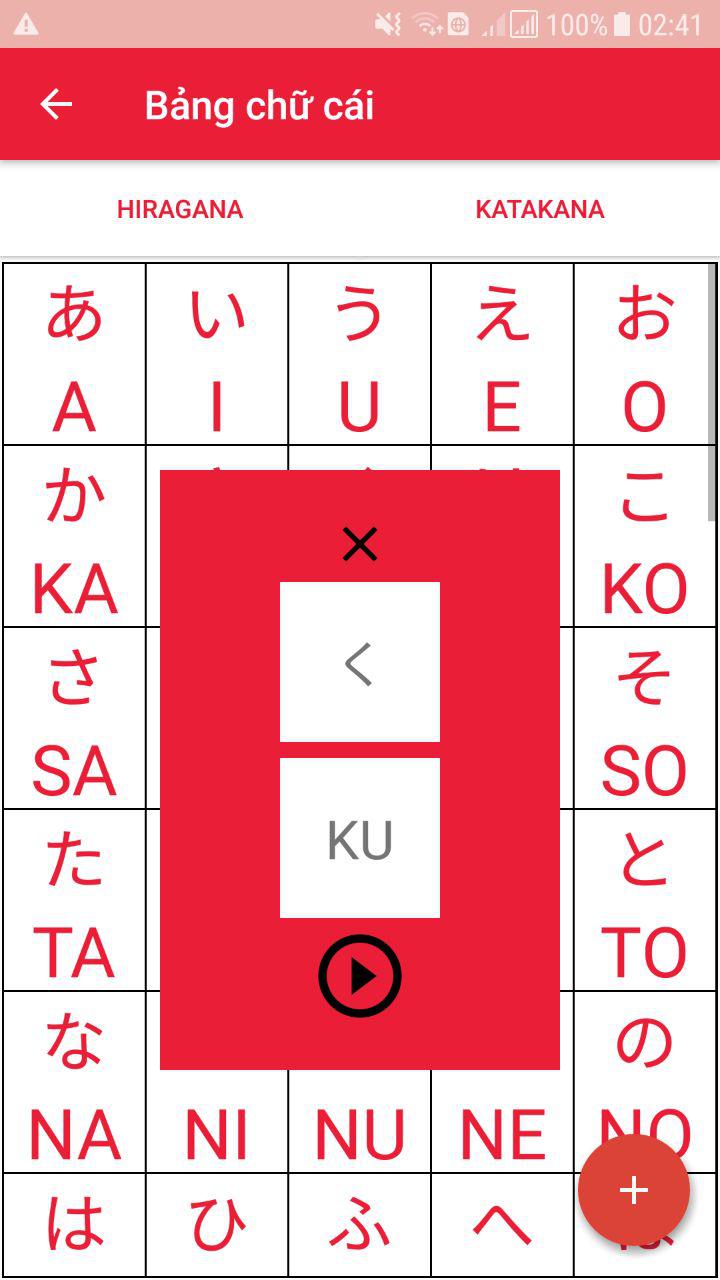 100% 02:41
Bảng chữ cái
HIRAGANA KATAKANA
あ い う え お
A I U E O
か こ
KA KO
く
さ そ
SA SO
KU
た と
TA TO
な の
NA NI NU NE NO
は ひ ふ へ